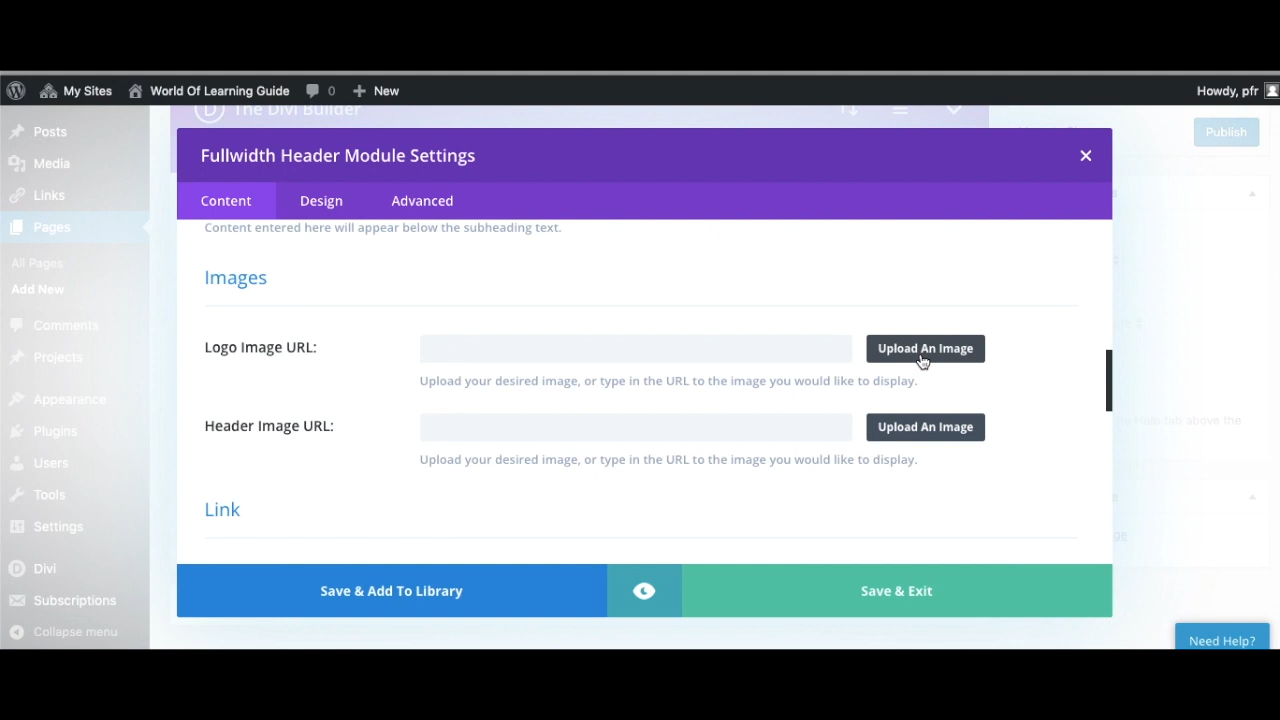 My Sites World Of Learning Guide 0 New Howdy, pfr
The Divi Builder
Posts
Media
Links
Pages
All Pages
Add New
Comments
Projects
Appearance
Plugins
Users
Tools
Settings
Divi
Subscriptions
Collapse menu
Publish
Fullwidth Header Module Settings
Content Design Advanced
Content entered here will appear below the subheading text.
Images
Logo Image URL: Upload An Image
Upload your desired image, or type in the URL to the image you would like to display.
Header Image URL: Upload An Image
Upload your desired image, or type in the URL to the image you would like to display.
Link
Save & Add To Library Save & Exit
tab above the
Need Help?